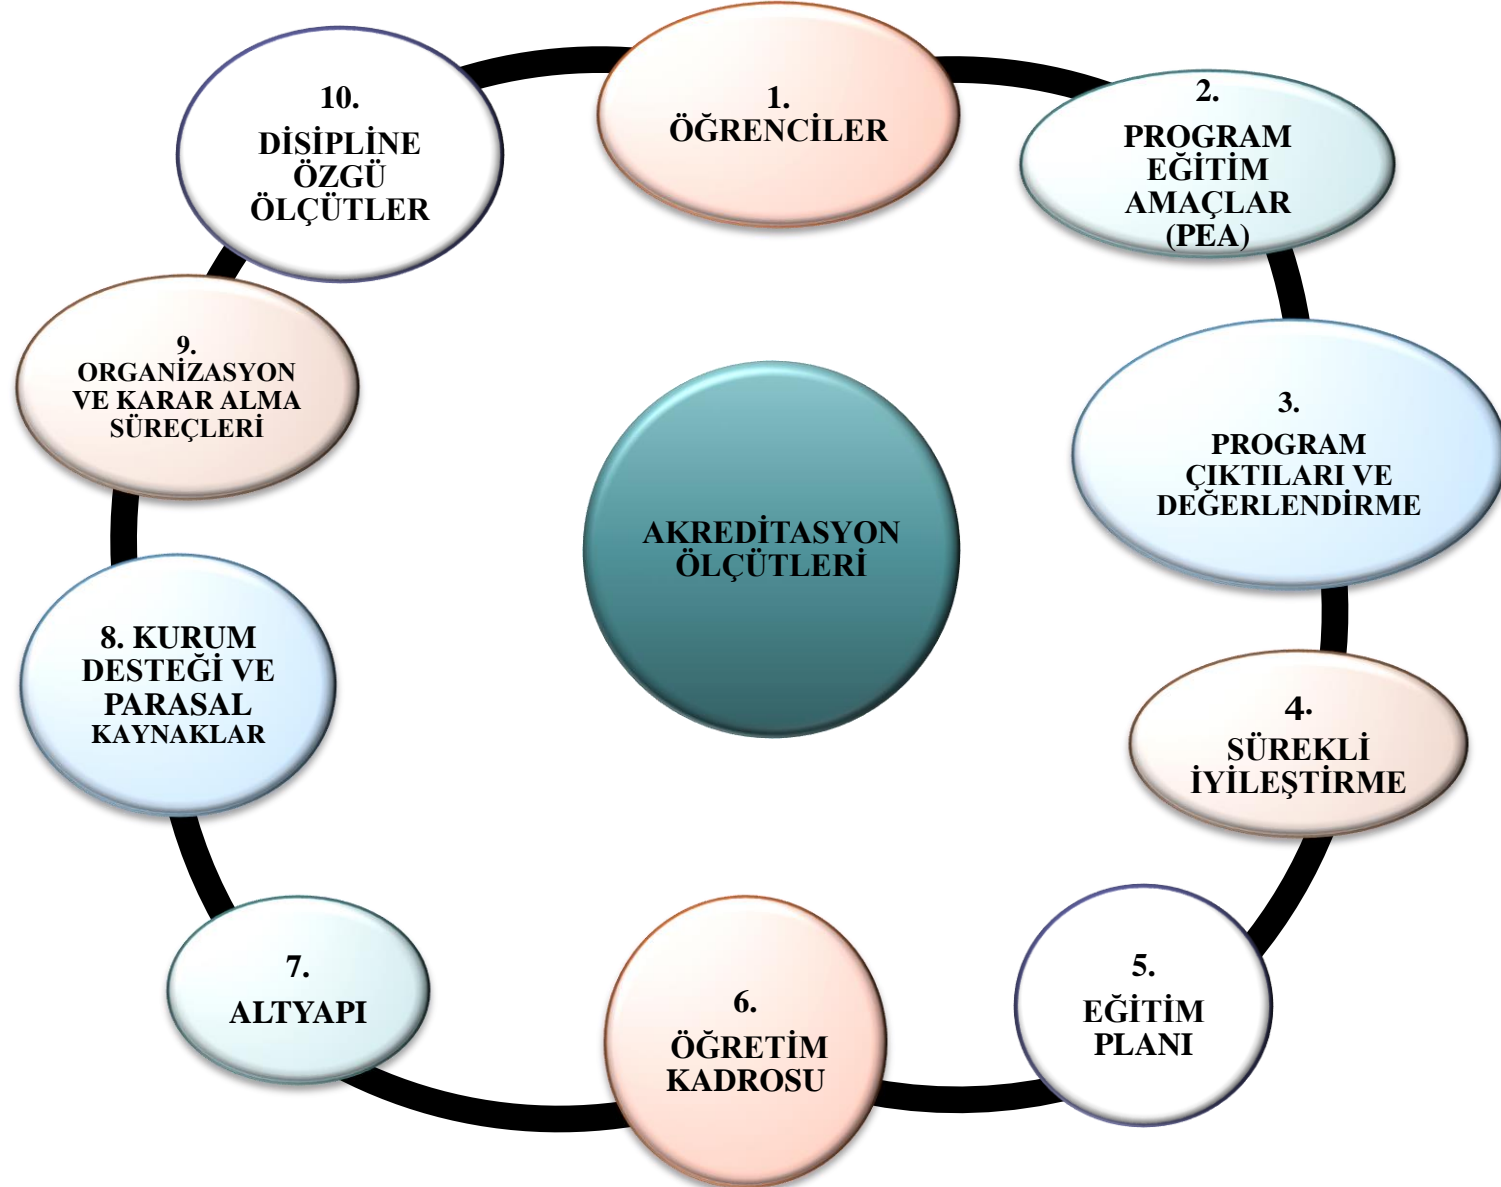 1.
ÖĞRENCİLER
2.
PROGRAM
EĞİTİM
AMAÇLAR
(PEA)
3.
PROGRAM
ÇIKTILARI VE
DEĞERLENDİRME
4.
SÜREKLİ
İYİLEŞTİRME
5.
EĞİTİM
PLANI
6.
ÖĞRETİM
KADROSU
7.
ALTYAPI
8. KURUM
DESTEĞİ VE
PARASAL
KAYNAKLAR
9.
ORGANİZASYON
VE KARAR ALMA
SÜREÇLERİ
10.
DİSİPLİNE
ÖZGÜ
ÖLÇÜTLER
AKREDİTASYON
ÖLÇÜTLERİ